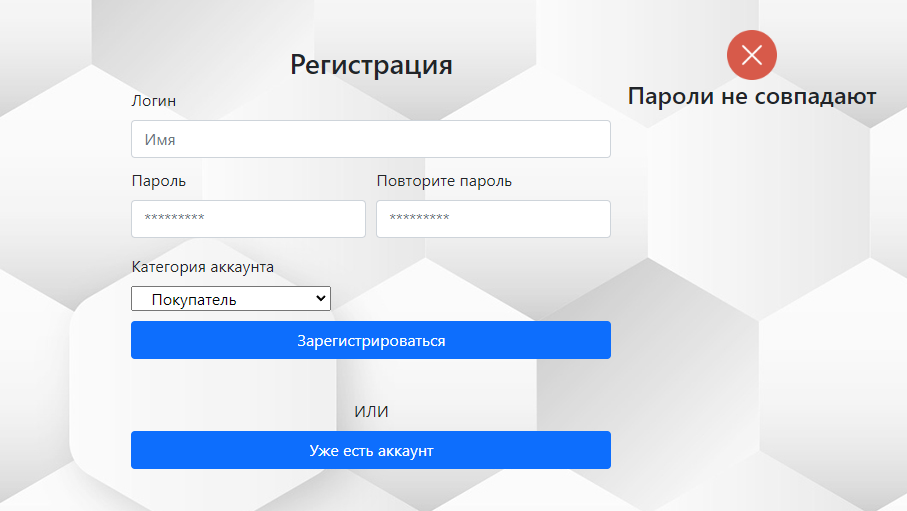 Регистрация
Пароли не совпадают
Логин
Имя
Пароль
Повторите пароль
*********
*********
Категория аккаунта
Покупатель
Зарегистрироваться
ИЛИ
Уже есть аккаунт